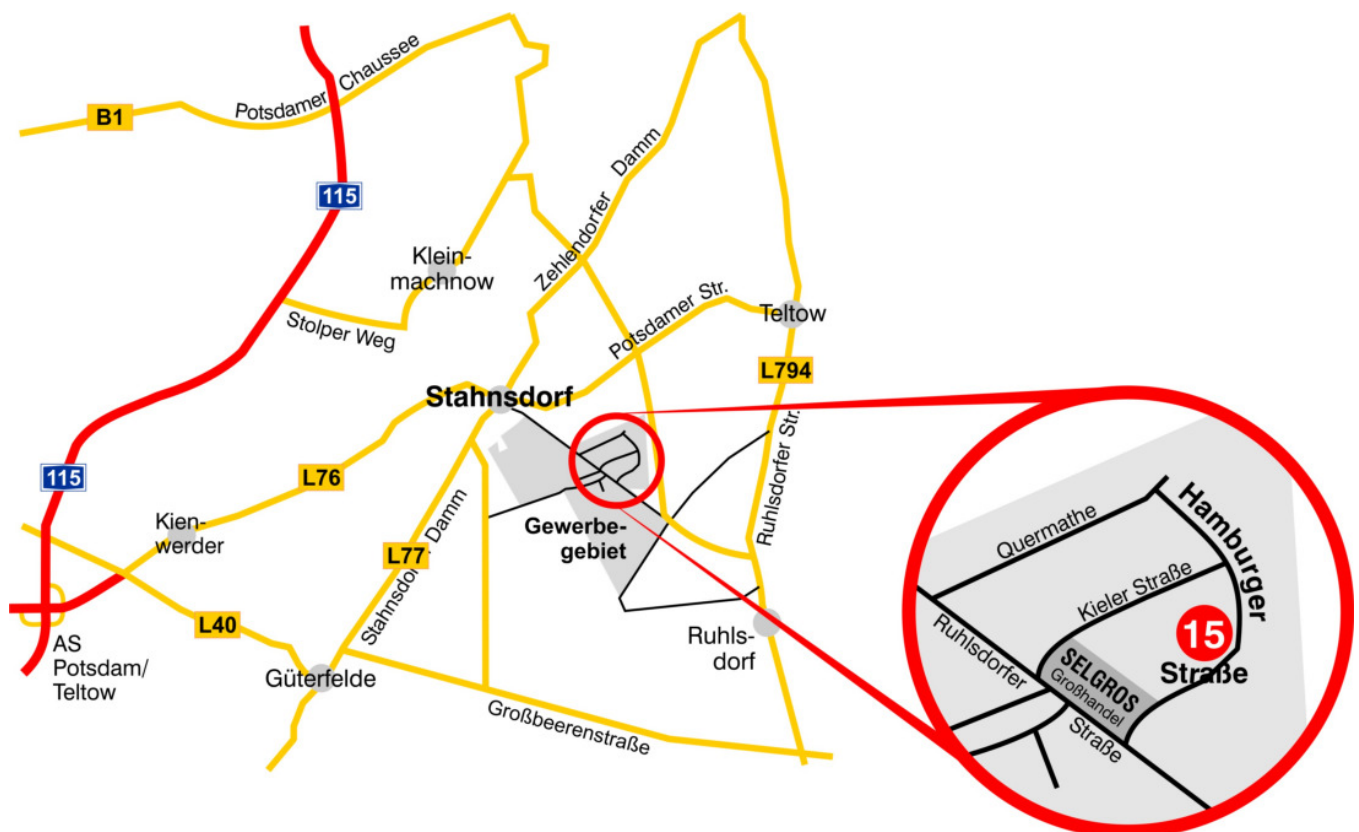 B1
Potsdamer Chaussee
115
Klein-
machnow
Stolper Weg
Zehlendorfer Damm
Potsdamer Str.
Teltow
L794
Stahnsdorf
Ruhlsdorfer Str.
115
L76
Kien-
werder
Gewerbe-
gebiet
L77
Stahnsdorf. Damm
L40
AS
Potsdam/
Teltow
Güterfelde
Großbeerenstraße
Ruhls-
dorf
Quermathe
Hamburger
Straße
Kieler Straße
15
Ruhlsdorfer
Straße
SELGROS
Großhandel